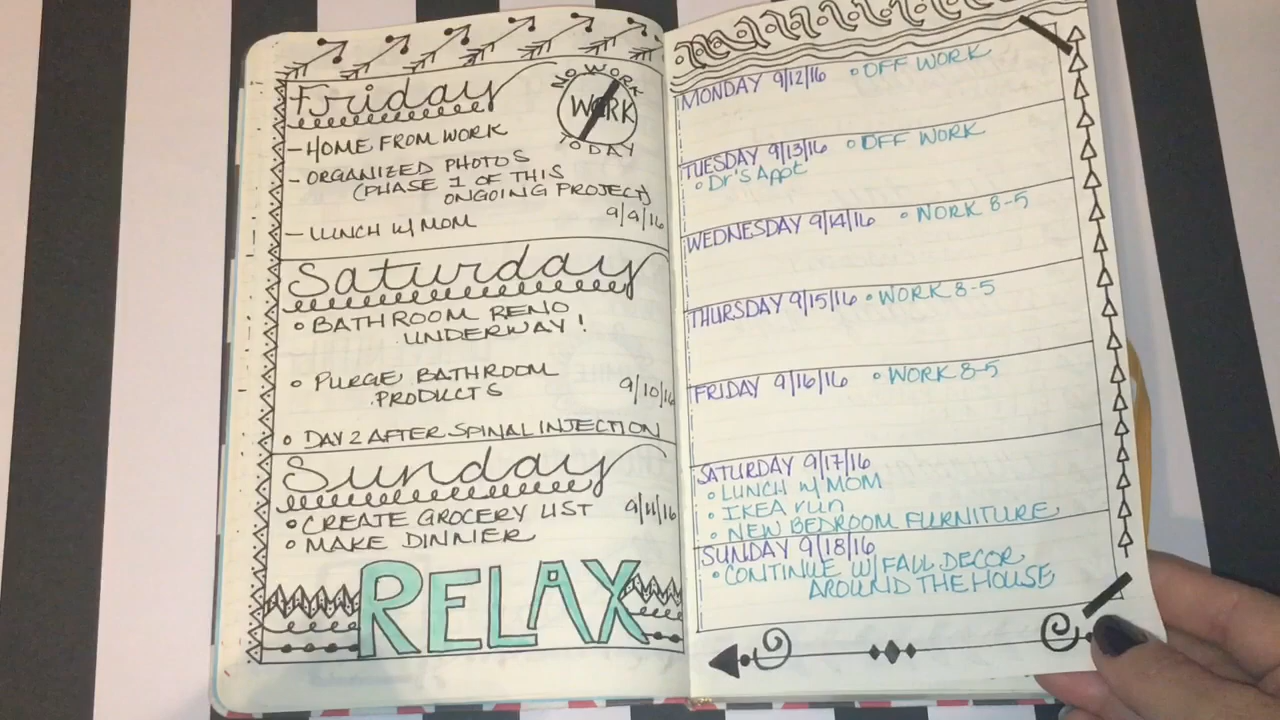 Friday
NO WORK
WORK
TODAY
- HOME FROM WORK
- ORGANIZED PHOTOS
(PHASE 1 OF THIS
ONGOING PROJECT)
9/9/16
- LUNCH W/ MOM
Saturday
BATHROOM RENO
UNDERWAY!
PURGE BATHROOM
PRODUCTS
9/10/16
DAY 2 AFTER SPINAL INJECTION
Sunday
9/11/16
CREATE GROCERY LIST
MAKE DINNER
RELAX
MONDAY 9/12/16 OFF WORK
TUESDAY 9/13/16 OFF WORK
Dr's Appt
WEDNESDAY 9/14/16 WORK 8-5
THURSDAY 9/15/16 WORK 8-5
FRIDAY 9/16/16 WORK 8-5
SATURDAY 9/17/16
LUNCH W/ MOM
IKEA run
NEW BEDROOM FURNITURE
SUNDAY 9/18/16
CONTINUE W/ FALL DECOR
AROUND THE HOUSE